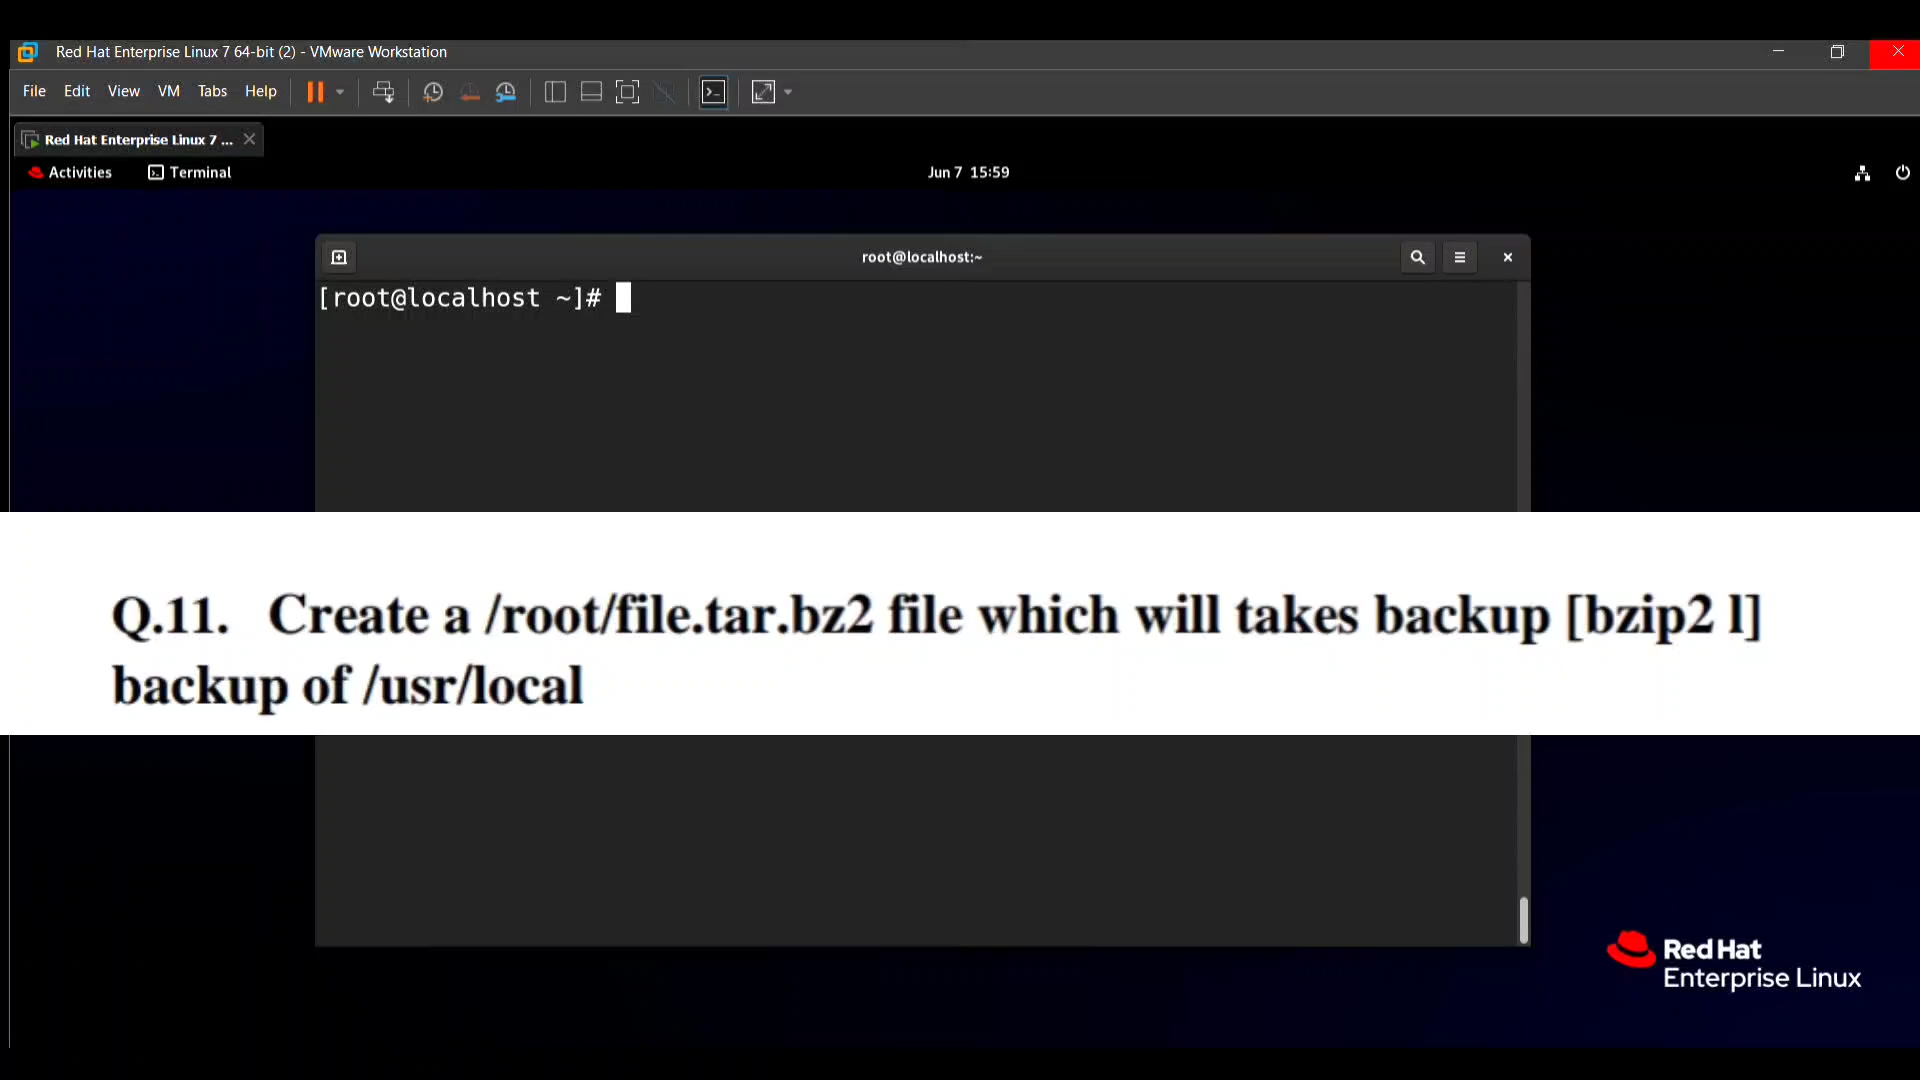 Red Hat Enterprise Linux 7 64-bit (2) - VMware Workstation
File Edit View VM Tabs Help
Red Hat Enterprise Linux 7 ...
Activities Terminal Jun 7 15:59
root@localhost:~
[root@localhost ~]#
Q.11. Create a /root/file.tar.bz2 file which will takes backup [bzip2 l]
backup of /usr/local
Red Hat
Enterprise Linux